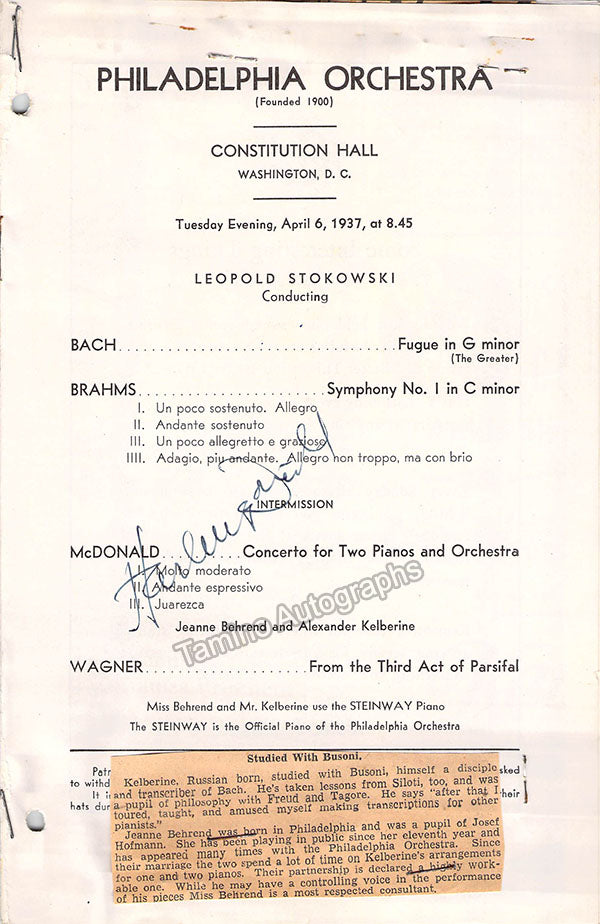 PHILADELPHIA ORCHESTRA
(Founded 1900)
CONSTITUTION HALL
WASHINGTON, D. C.
Tuesday Evening, April 6, 1937, at 8.45
LEOPOLD STOKOWSKI
Conducting
BACH................................Fugue in G minor
(The Greater)
BRAHMS......................Symphony No. 1 in C minor
I. Un poco sostenuto. Allegro
II. Andante sostenuto
III. Un poco allegretto e grazioso
IIII. Adagio, piu andante. Allegro non troppo, ma con brio
INTERMISSION
McDONALD..........Concerto for Two Pianos and Orchestra
I. Molto moderato
II. Andante espressivo
III. Juarezca
Jeanne Behrend and Alexander Kelberine
Tamino Autographs
WAGNER...................From the Third Act of Parsifal
Miss Behrend and Mr. Kelberine use the STEINWAY Piano
The STEINWAY is the Official Piano of the Philadelphia Orchestra
Studied With Busoni.
Kelberine, Russian born, studied with Busoni, himself a disciple
and transcriber of Bach. He's taken lessons from Siloti, too, and was
a pupil of philosophy with Freud and Tagore. He says "after that I
toured, taught, and amused myself making transcriptions for other
pianists."
Jeanne Behrend was born in Philadelphia and was a pupil of Josef
Hofmann. She has been playing in public since her eleventh year and
has appeared many times with the Philadelphia Orchestra. Since
their marriage the two spend a lot of time on Kelberine's arrangements
for one and two pianos. Their partnership is declared a highly work-
able one. While he may have a controlling voice in the performance
of his pieces Miss Behrend is a most respected consultant.